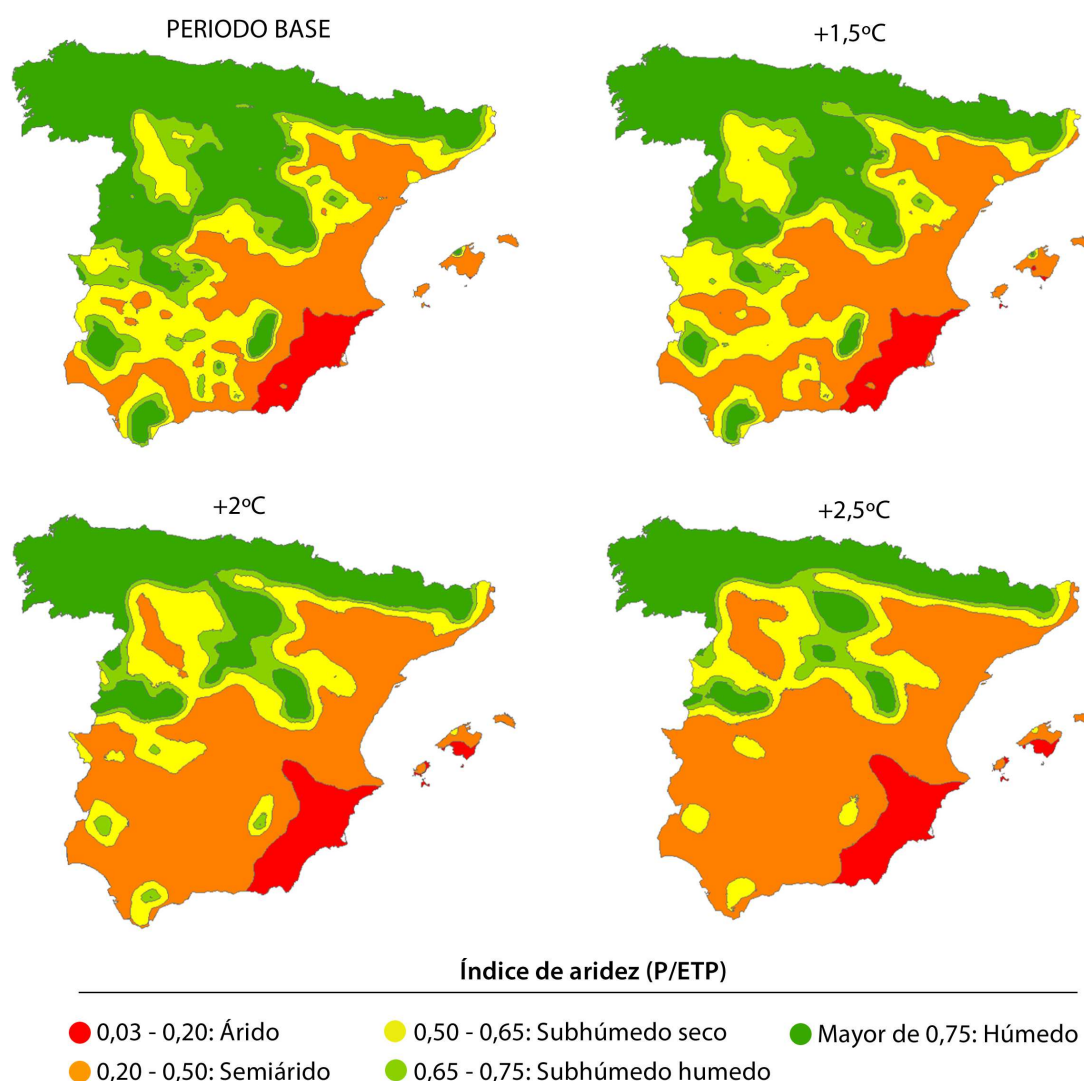 PERIODO BASE
+1,5ºC
+2ºC
+2,5ºC
Índice de aridez (P/ETP)
0,03 - 0,20: Árido
0,50 - 0,65: Subhúmedo seco
Mayor de 0,75: Húmedo
0,20 - 0,50: Semiárido
0,65 - 0,75: Subhúmedo humedo